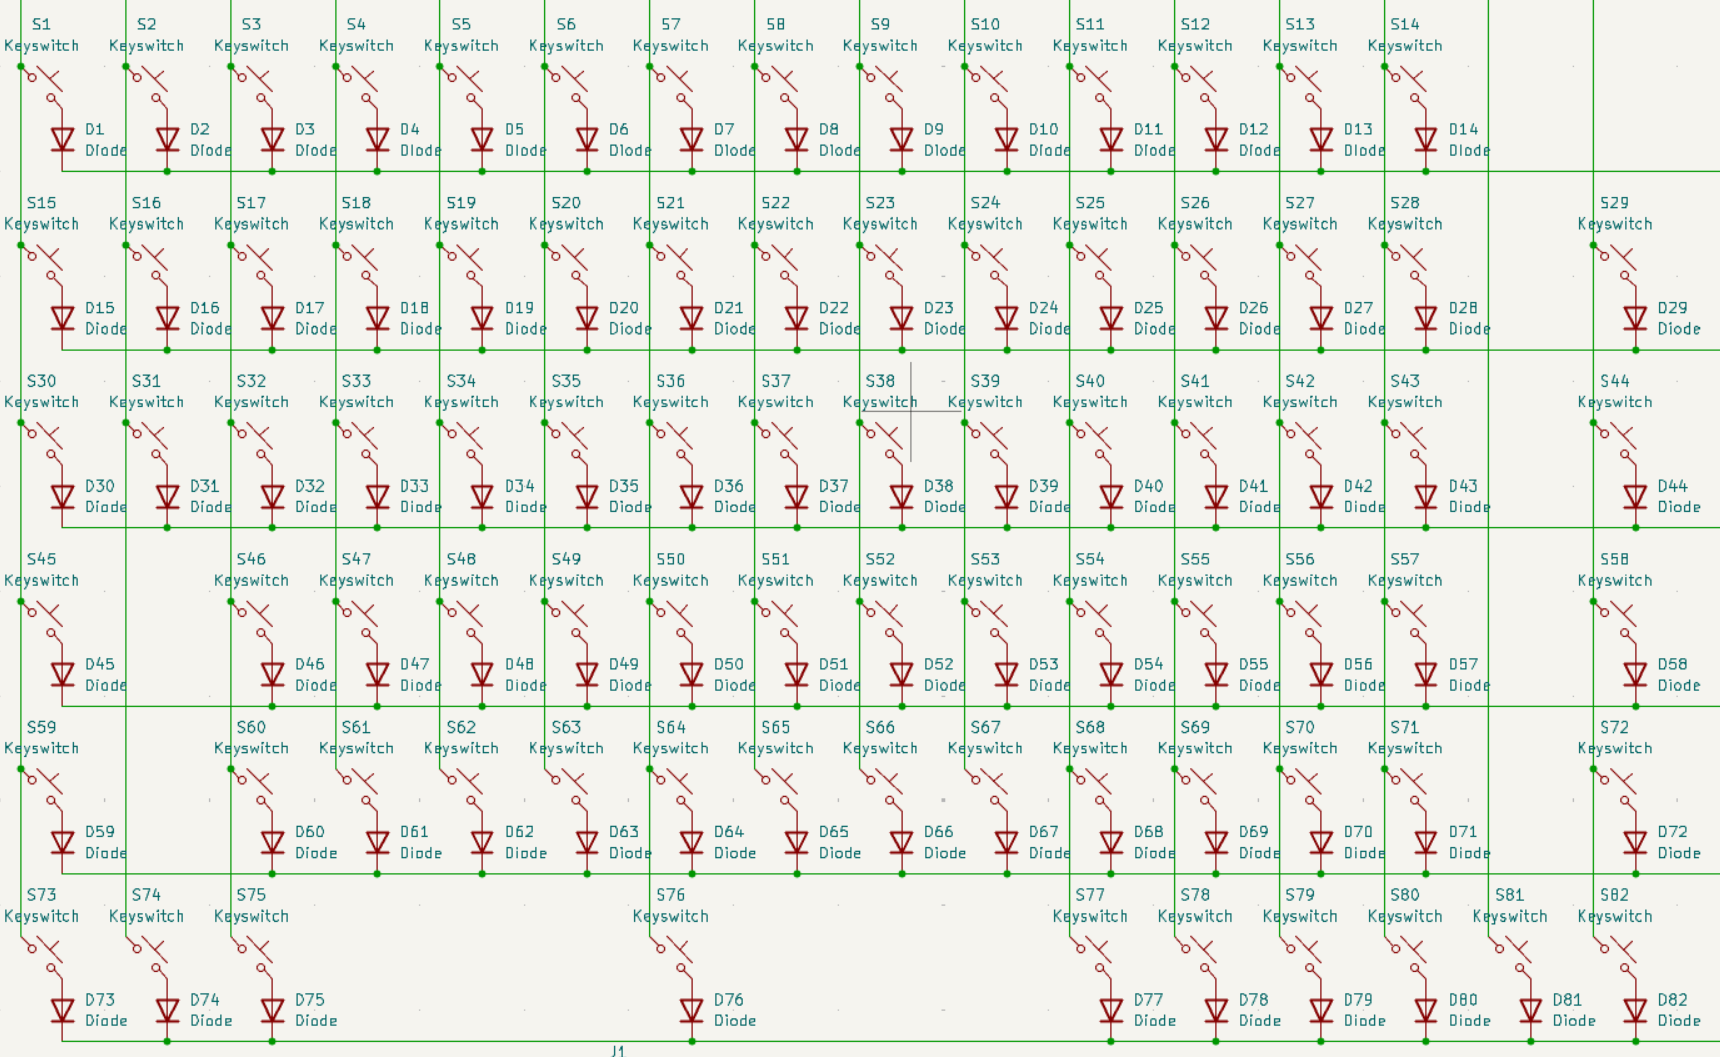 S1 S2 S3 S4 S5 S6 S7 S8 S9 S10 S11 S12 S13 S14
Keyswitch Keyswitch Keyswitch Keyswitch Keyswitch Keyswitch Keyswitch Keyswitch Keyswitch Keyswitch Keyswitch Keyswitch Keyswitch Keyswitch
D1 D2 D3 D4 D5 D6 D7 D8 D9 D10 D11 D12 D13 D14
Diode Diode Diode Diode Diode Diode Diode Diode Diode Diode Diode Diode Diode Diode
S15 S16 S17 S18 S19 S20 S21 S22 S23 S24 S25 S26 S27 S28 S29
Keyswitch Keyswitch Keyswitch Keyswitch Keyswitch Keyswitch Keyswitch Keyswitch Keyswitch Keyswitch Keyswitch Keyswitch Keyswitch Keyswitch Keyswitch
D15 D16 D17 D18 D19 D20 D21 D22 D23 D24 D25 D26 D27 D28 D29
Diode Diode Diode Diode Diode Diode Diode Diode Diode Diode Diode Diode Diode Diode Diode
S30 S31 S32 S33 S34 S35 S36 S37 S38 S39 S40 S41 S42 S43 S44
Keyswitch Keyswitch Keyswitch Keyswitch Keyswitch Keyswitch Keyswitch Keyswitch Keyswitch Keyswitch Keyswitch Keyswitch Keyswitch Keyswitch Keyswitch
D30 D31 D32 D33 D34 D35 D36 D37 D38 D39 D40 D41 D42 D43 D44
Diode Diode Diode Diode Diode Diode Diode Diode Diode Diode Diode Diode Diode Diode Diode
S45 S46 S47 S48 S49 S50 S51 S52 S53 S54 S55 S56 S57 S58
Keyswitch Keyswitch Keyswitch Keyswitch Keyswitch Keyswitch Keyswitch Keyswitch Keyswitch Keyswitch Keyswitch Keyswitch Keyswitch Keyswitch
D45 D46 D47 D48 D49 D50 D51 D52 D53 D54 D55 D56 D57 D58
Diode Diode Diode Diode Diode Diode Diode Diode Diode Diode Diode Diode Diode Diode
S59 S60 S61 S62 S63 S64 S65 S66 S67 S68 S69 S70 S71 S72
Keyswitch Keyswitch Keyswitch Keyswitch Keyswitch Keyswitch Keyswitch Keyswitch Keyswitch Keyswitch Keyswitch Keyswitch Keyswitch Keyswitch
D59 D60 D61 D62 D63 D64 D65 D66 D67 D68 D69 D70 D71 D72
Diode Diode Diode Diode Diode Diode Diode Diode Diode Diode Diode Diode Diode Diode
S73 S74 S75 S76 S77 S78 S79 S80 S81 S82
Keyswitch Keyswitch Keyswitch Keyswitch Keyswitch Keyswitch Keyswitch Keyswitch Keyswitch Keyswitch
D73 D74 D75 D76 D77 D78 D79 D80 D81 D82
Diode Diode Diode Diode Diode Diode Diode Diode Diode Diode
J1